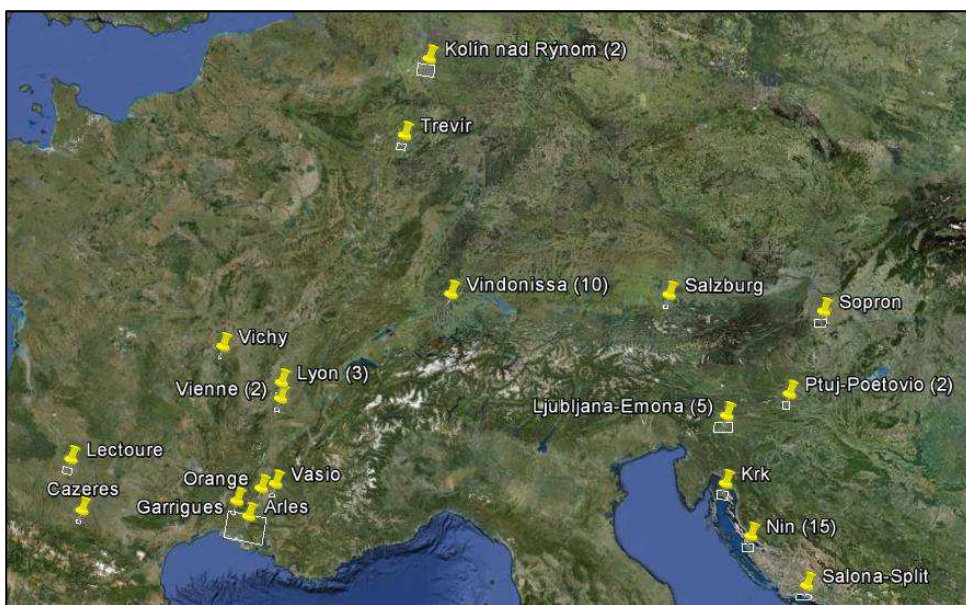 Kolín nad Rýnom (2)
Trevír
Vindonissa (10)
Salzburg
Sopron
Vichy
Lyon (3)
Vienne (2)
Ptuj-Poetovio (2)
Ljubljana-Emona (5)
Lectoure
Orange
Vasio
Krk
Cazeres
Garrigues
Arles
Nin (15)
Salona-Split